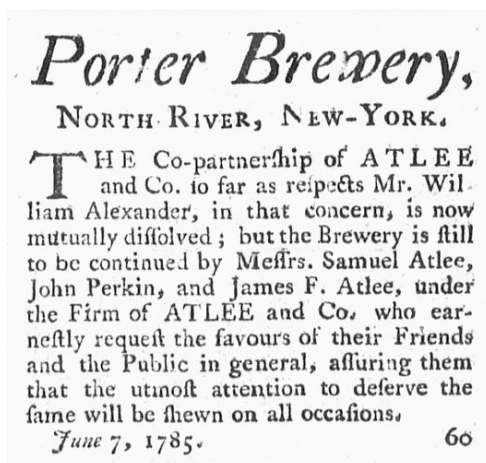 Porter Brewery,
NORTH RIVER, NEW-YORK.
THE Co-partnerſhip of ATLEE
and Co. ſo far as reſpects Mr. Wil
liam Alexander, in that concern, is now
mutually diſſolved ; but the Brewery is ſtill
to be continued by Meſſrs. Samuel Atlee,
John Perkin, and James F. Atlee, under
the Firm of ATLEE and Co. who ear-
neſtly requeſt the favours of their Friends
and the Public in general, aſſuring them
that the utmoſt attention to deſerve the
ſame will be ſhewn on all occaſions.
June 7, 1785. 60